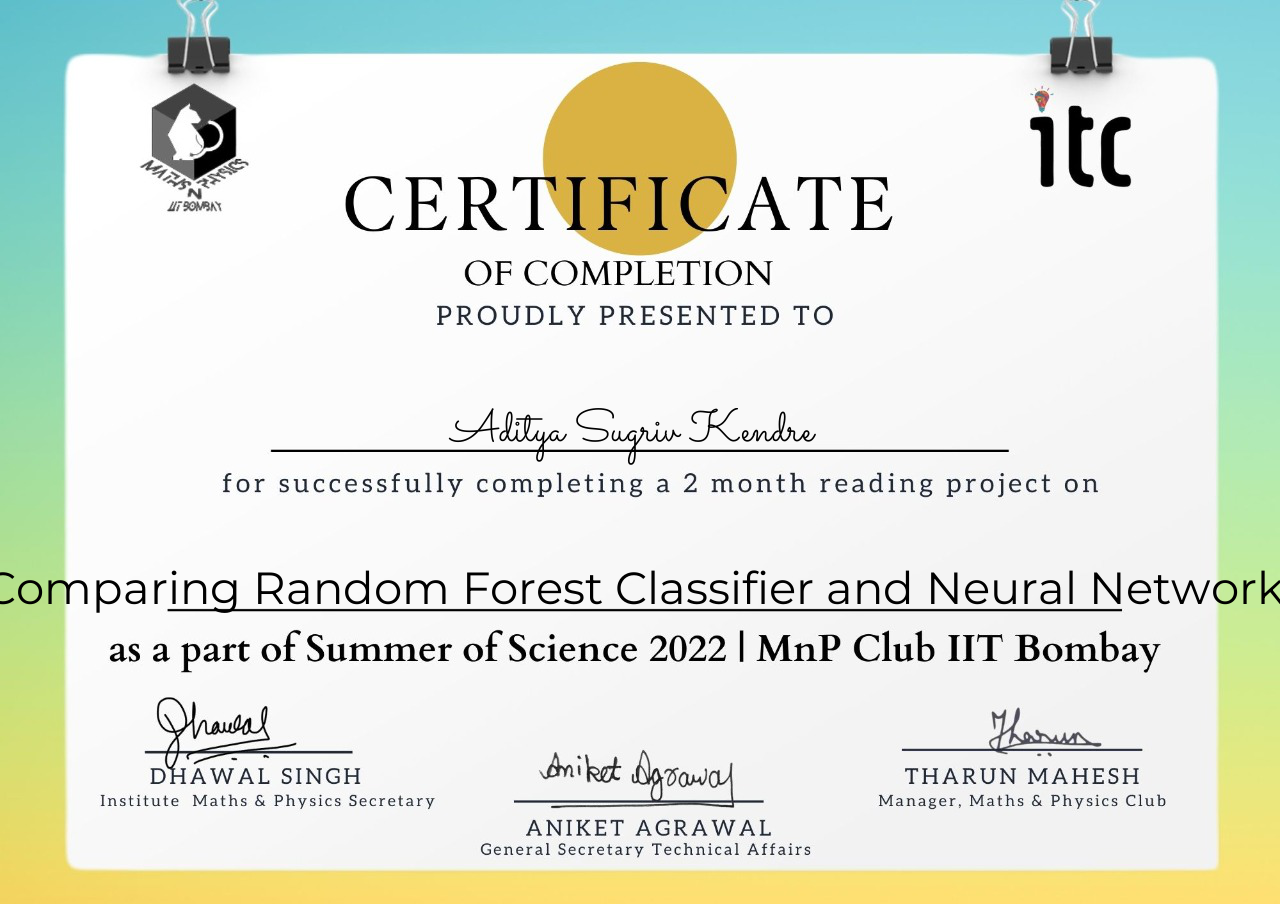 MATHS N PHYSICS
IIT BOMBAY
itc
CERTIFICATE
OF COMPLETION
PROUDLY PRESENTED TO
Aditya Sugriv Kendre
for successfully completing a 2 month reading project on
Comparing Random Forest Classifier and Neural Network
as a part of Summer of Science 2022 | MnP Club IIT Bombay
Dhawal
DHAWAL SINGH
Institute Maths & Physics Secretary
Aniket Agrawal
ANIKET AGRAWAL
General Secretary Technical Affairs
Tharun
THARUN MAHESH
Manager, Maths & Physics Club